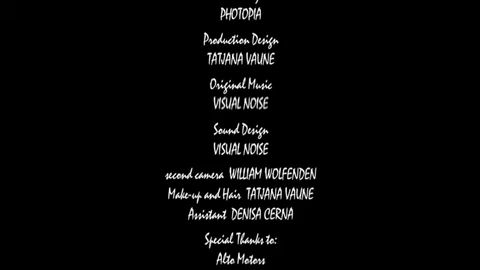 PHOTOPIA
Production Design
TATJANA VAUNE
Original Music
VISUAL NOISE
Sound Design
VISUAL NOISE
second camera WILLIAM WOLFENDEN
Make-up and Hair TATJANA VAUNE
Assistant DENISA CERNA
Special Thanks to:
Alto Motors